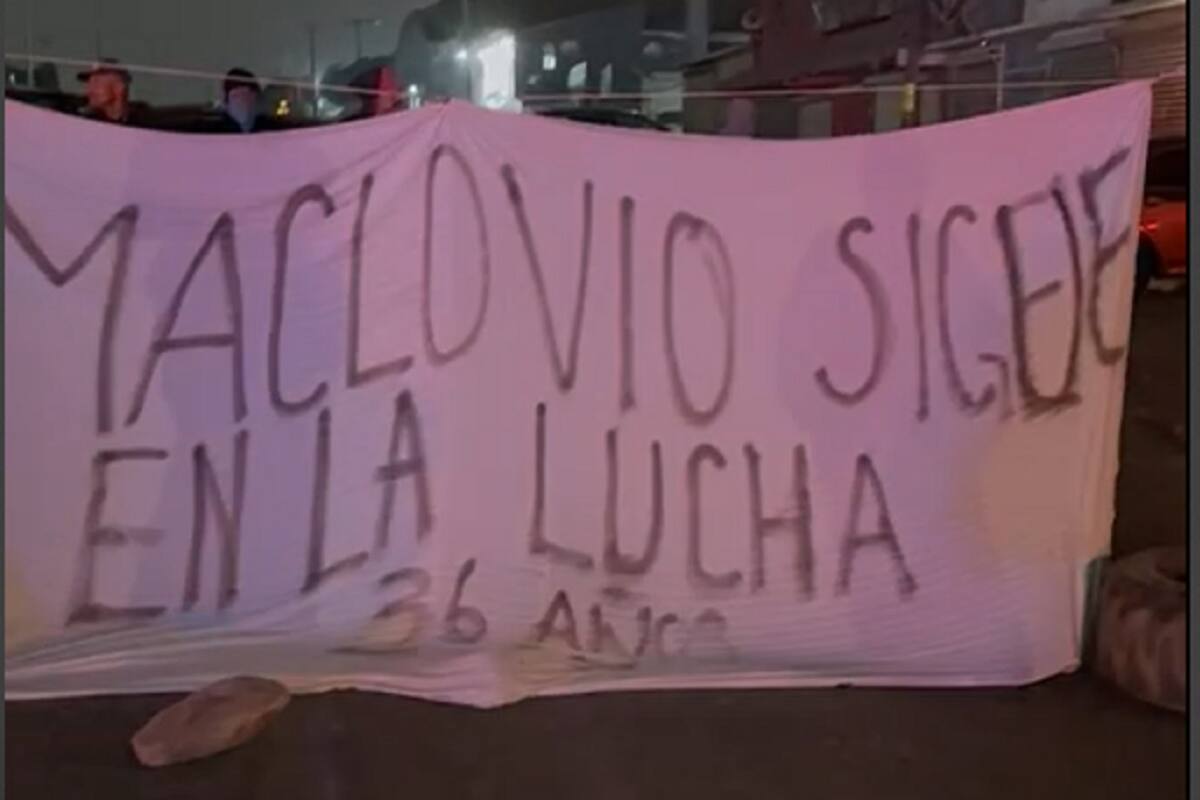 MACLOVIO SIGUE
EN LA LUCHA
36 AÑOS